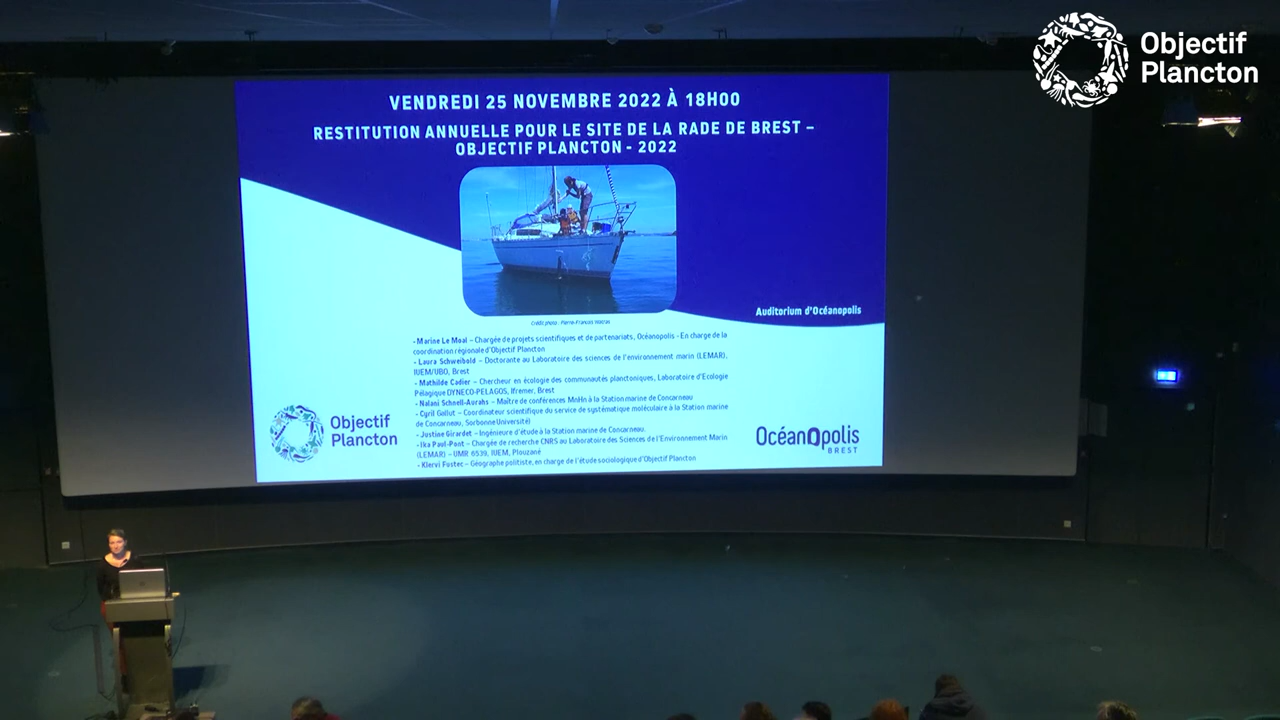 Objectif
Plancton
VENDREDI 25 NOVEMBRE 2022 À 18H00
RESTITUTION ANNUELLE POUR LE SITE DE LA RADE DE BREST –
OBJECTIF PLANCTON - 2022
Auditorium d'Océanopolis
Crédit photo : Pierre-François Watras
- Marine Le Moal – Chargée de projets scientifiques et de partenariats, Océanopolis - En charge de la
coordination régionale d'Objectif Plancton
- Laura Schweibold – Doctorante au Laboratoire des sciences de l'environnement marin (LEMAR),
IUEM/UBO, Brest
- Mathilde Cadier – Chercheur en écologie des communautés planctoniques, Laboratoire d'Ecologie
Pélagique DYNECO-PELAGOS, Ifremer, Brest
- Nalani Schnell-Aurahs – Maître de conférences MnHn à la Station marine de Concarneau
- Cyril Gallut – Coordinateur scientifique du service de systématique moléculaire à la Station marine
de Concarneau, Sorbonne Université)
- Justine Girardet – Ingénieure d'étude à la Station marine de Concarneau.
- Ika Paul-Pont – Chargée de recherche CNRS au Laboratoire des Sciences de l'Environnement Marin
(LEMAR) – UMR 6539, IUEM, Plouzané
- Klervi Fustec – Géographe politiste, en charge de l'étude sociologique d'Objectif Plancton
Objectif
Plancton
OcéanOpolis
BREST